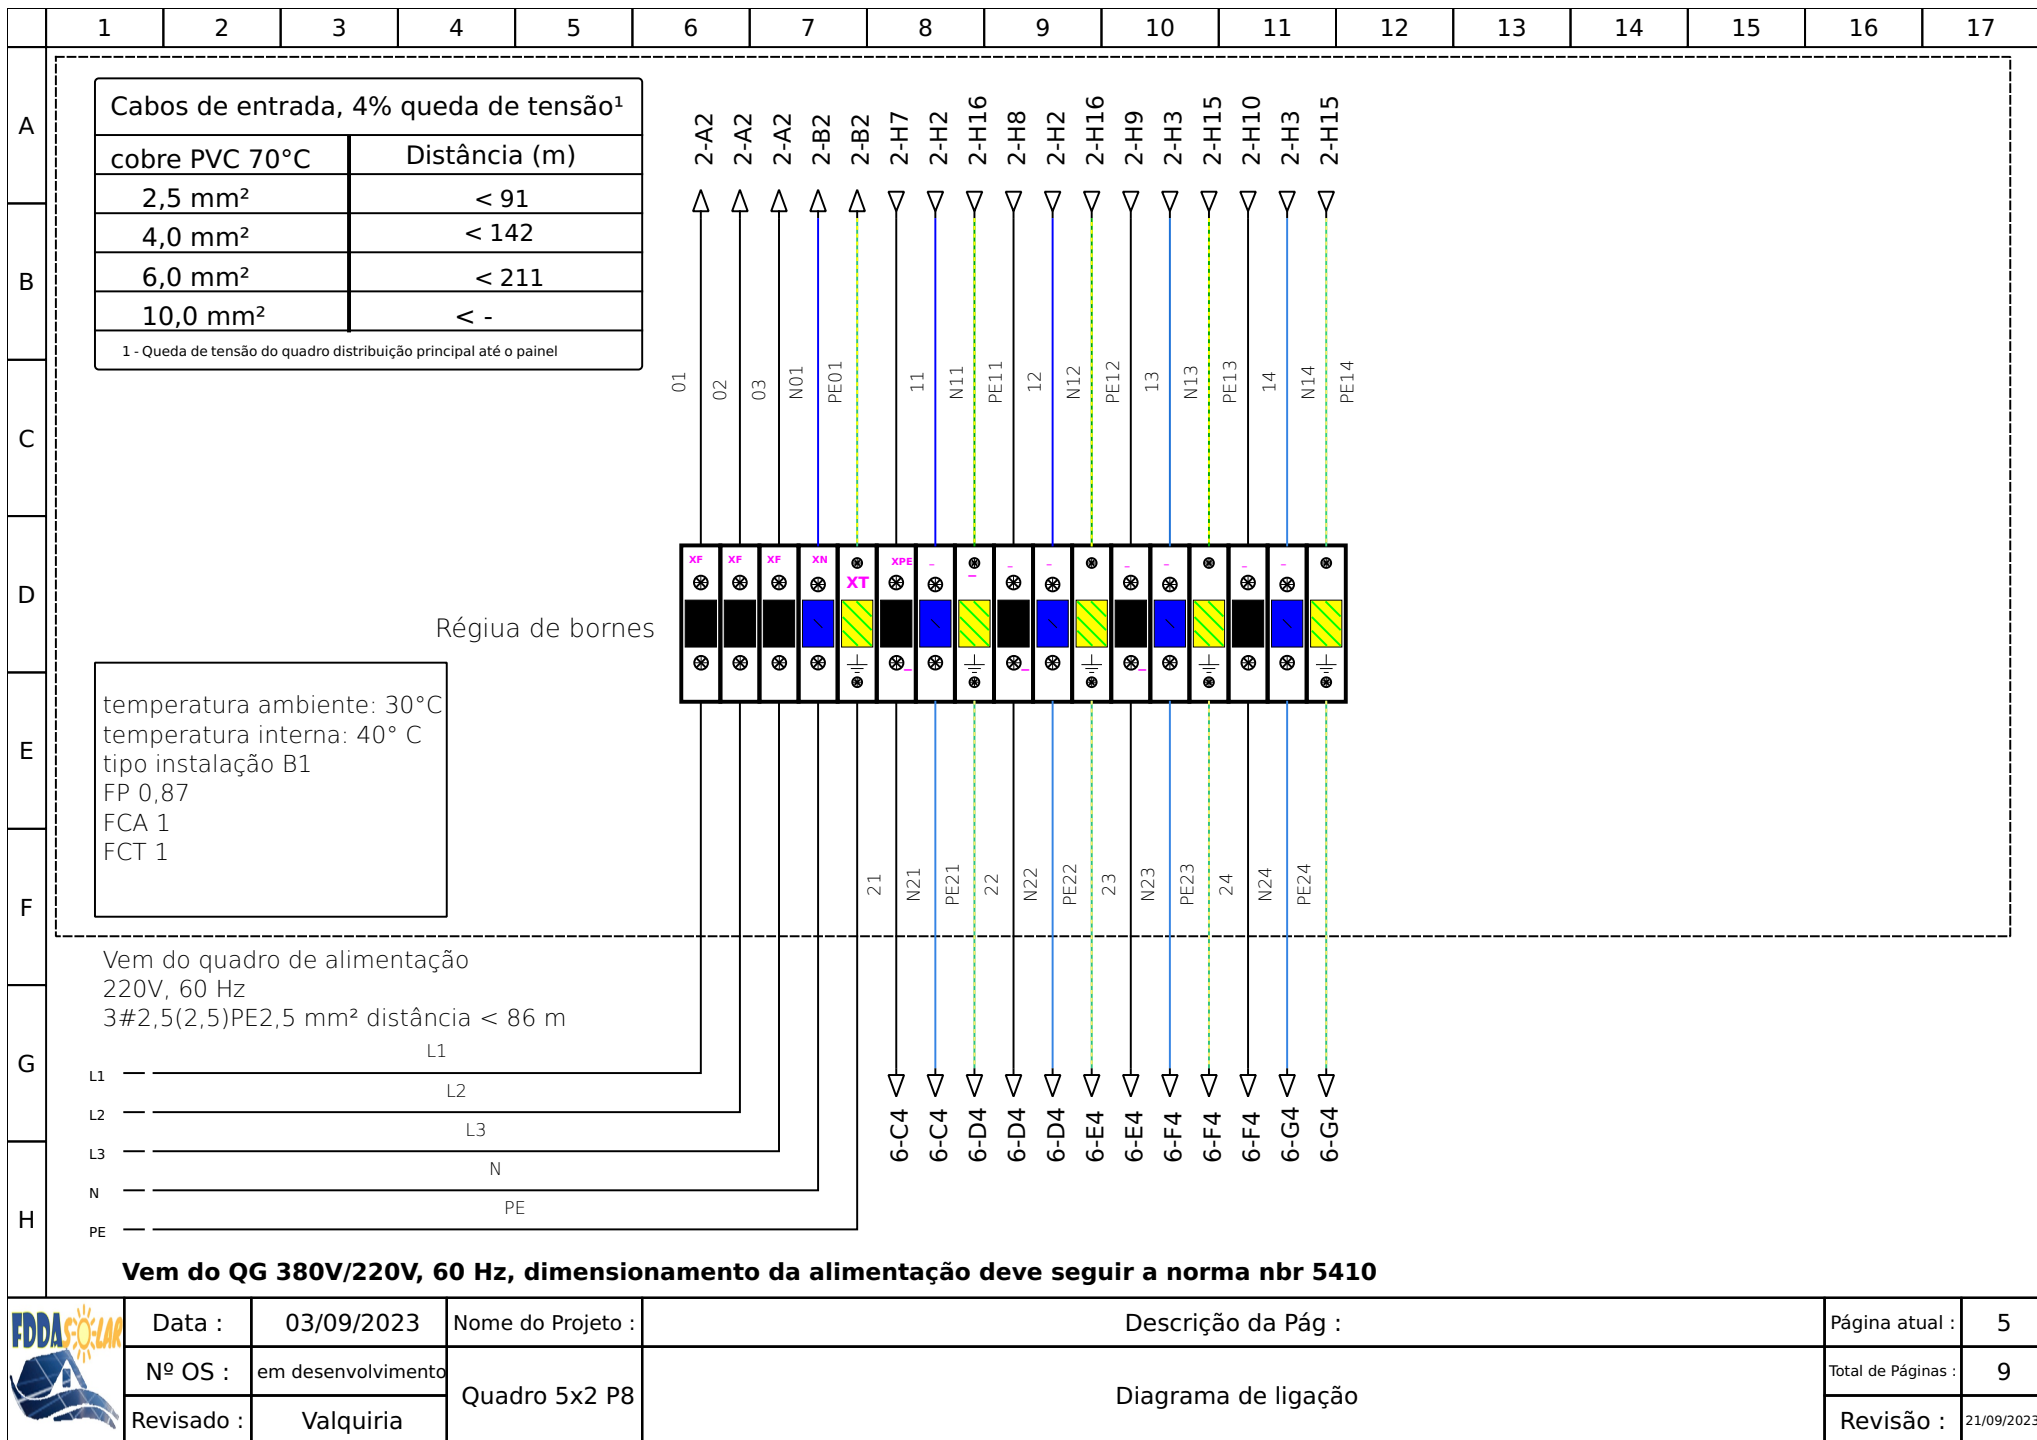 1 2 3 4 5 6 7 8 9 10 11 12 13 14 15 16 17
A
B
C
D
E
F
G
H
Cabos de entrada, 4% queda de tensão¹
cobre PVC 70°C Distância (m)
2,5 mm² < 91
4,0 mm² < 142
6,0 mm² < 211
10,0 mm² < -
1 - Queda de tensão do quadro distribuição principal até o painel
2-A2 2-A2 2-A2 2-B2 2-B2 2-H7 2-H2 2-H16 2-H8 2-H2 2-H16 2-H9 2-H3 2-H15 2-H10 2-H3 2-H15
01 02 03 N01 PE01 11 N11 PE11 12 N12 PE12 13 N13 PE13 14 N14 PE14
XF XF XF XN XT XPE
Régiua de bornes
temperatura ambiente: 30°C
temperatura interna: 40° C
tipo instalação B1
FP 0,87
FCA 1
FCT 1
21 N21 PE21 22 N22 PE22 23 N23 PE23 24 N24 PE24
Vem do quadro de alimentação
220V, 60 Hz
3#2,5(2,5)PE2,5 mm² distância < 86 m
L1
L1
L2
L2
L3
L3
N
N
PE
PE
6-C4 6-C4 6-D4 6-D4 6-D4 6-E4 6-E4 6-F4 6-F4 6-F4 6-G4 6-G4
Vem do QG 380V/220V, 60 Hz, dimensionamento da alimentação deve seguir a norma nbr 5410
FDDA SOLAR
Data : 03/09/2023 Nome do Projeto : Descrição da Pág : Página atual : 5
Nº OS : em desenvolvimento Quadro 5x2 P8 Diagrama de ligação Total de Páginas : 9
Revisado : Valquiria Revisão : 21/09/2023